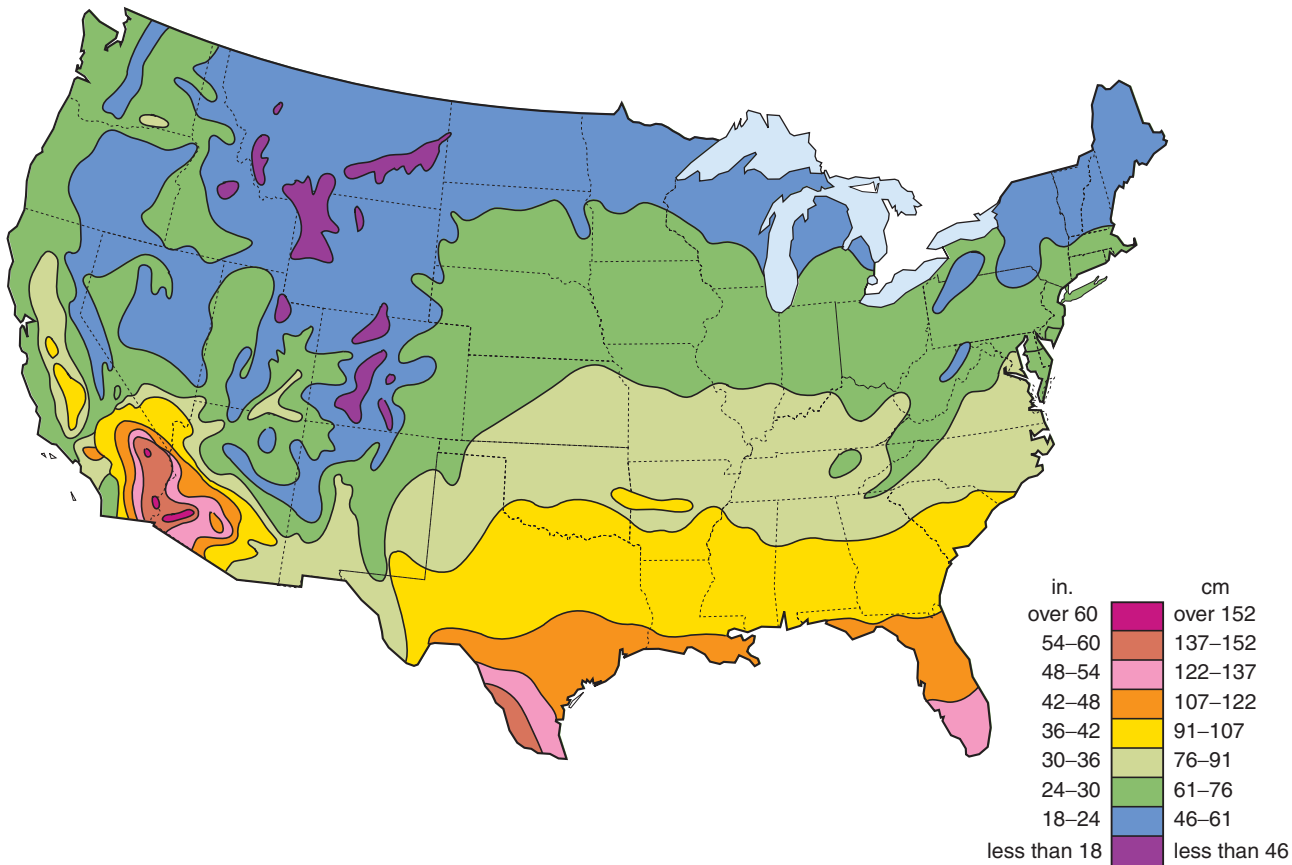 in. cm
over 60 over 152
54–60 137–152
48–54 122–137
42–48 107–122
36–42 91–107
30–36 76–91
24–30 61–76
18–24 46–61
less than 18 less than 46